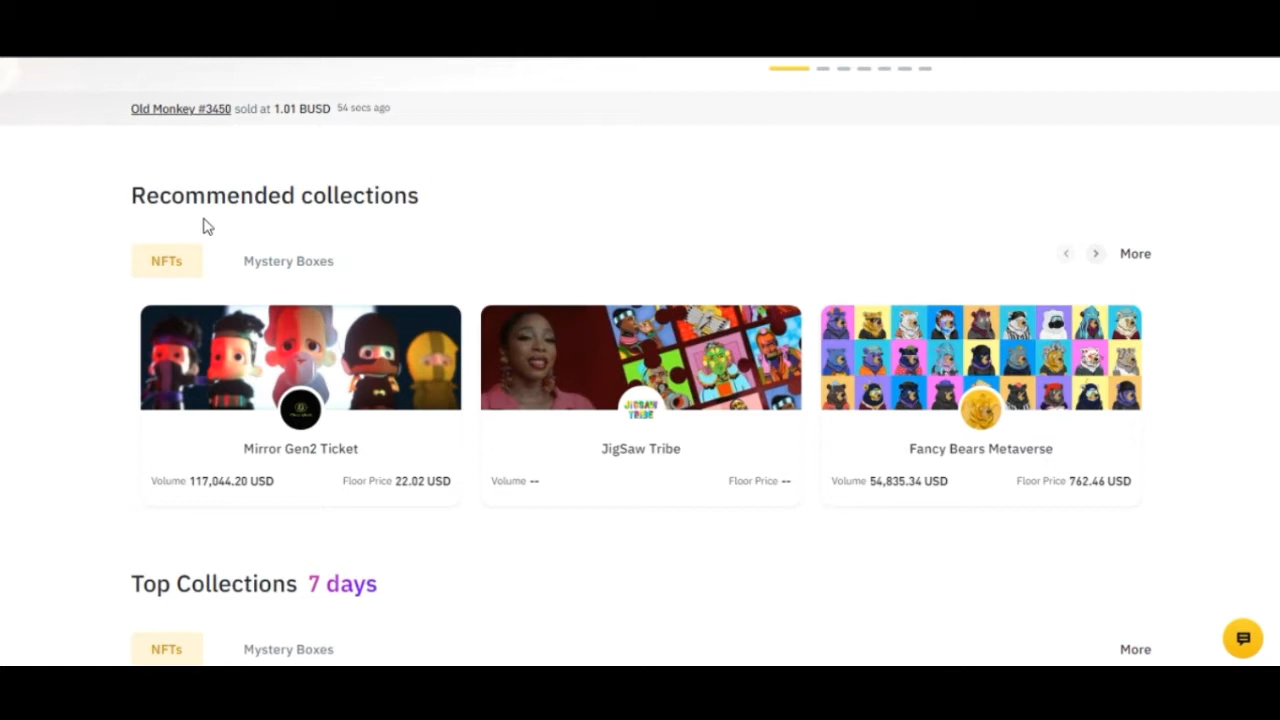 Old Monkey #3450 sold at 1.01 BUSD 54 secs ago
Recommended collections
NFTs Mystery Boxes More
JIGSAW
TRIBE
Mirror Gen2 Ticket JigSaw Tribe Fancy Bears Metaverse
Volume 117,044.20 USD Floor Price 22.02 USD Volume -- Floor Price -- Volume 54,835.34 USD Floor Price 762.46 USD
Top Collections 7 days
NFTs Mystery Boxes More